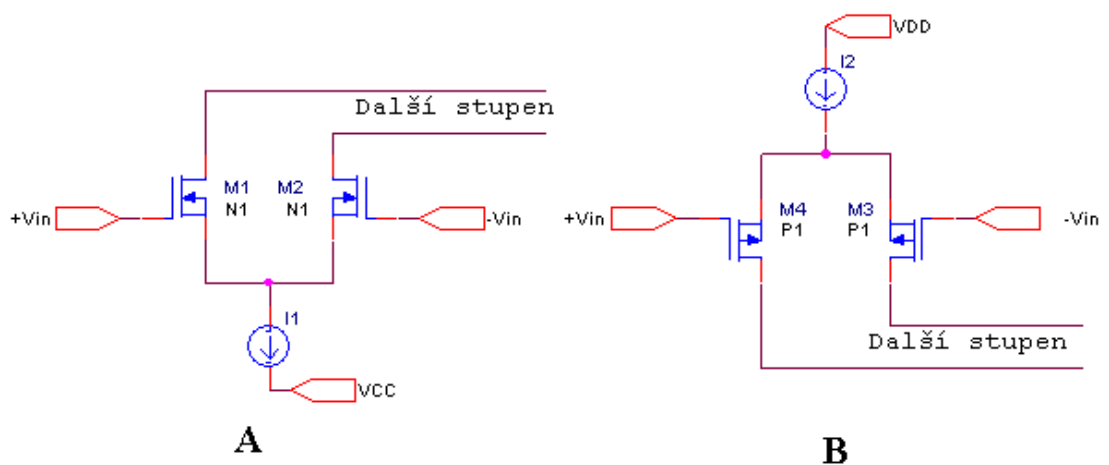 Další stupen
M1 M2
N1 N1
+Vin -Vin
I1
VCC
A
VDD
I2
+Vin -Vin
M4 M3
P1 P1
Další stupen
B